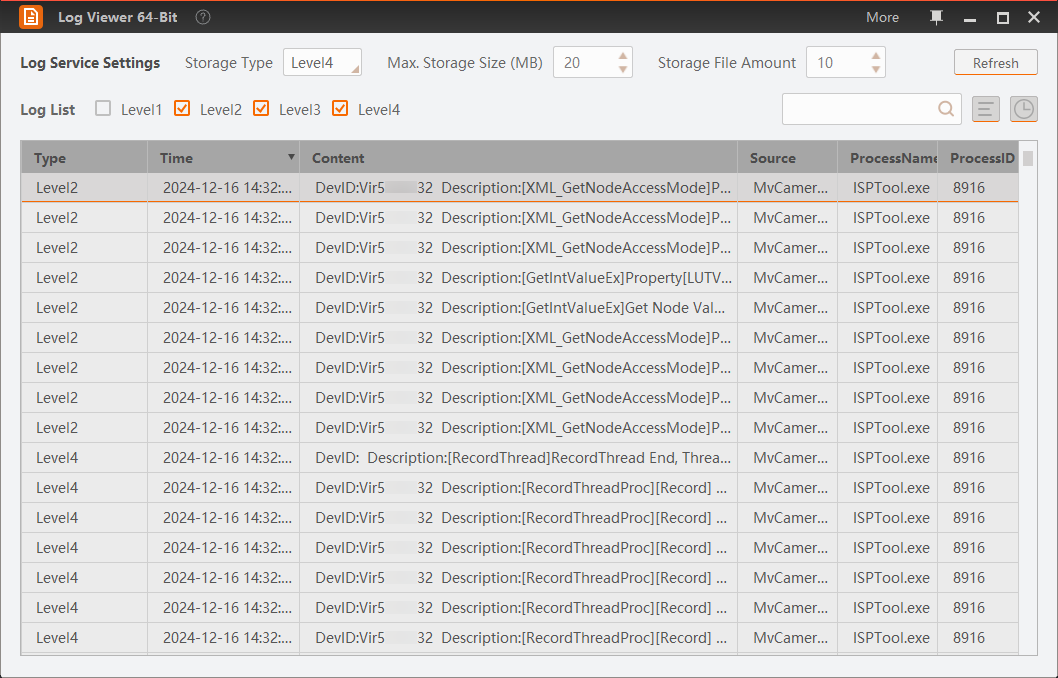 Log Viewer 64-Bit ? More
Log Service Settings Storage Type Level4 Max. Storage Size (MB) 20 Storage File Amount 10 Refresh
Log List Level1 Level2 Level3 Level4
Type Time Content Source ProcessName ProcessID
Level2 2024-12-16 14:32:... DevID:Vir5 32 Description:[XML_GetNodeAccessMode]P... MvCamer... ISPTool.exe 8916
Level2 2024-12-16 14:32:... DevID:Vir5 32 Description:[XML_GetNodeAccessMode]P... MvCamer... ISPTool.exe 8916
Level2 2024-12-16 14:32:... DevID:Vir5 32 Description:[XML_GetNodeAccessMode]P... MvCamer... ISPTool.exe 8916
Level2 2024-12-16 14:32:... DevID:Vir5 32 Description:[GetIntValueEx]Property[LUTV... MvCamer... ISPTool.exe 8916
Level2 2024-12-16 14:32:... DevID:Vir5 32 Description:[GetIntValueEx]Get Node Val... MvCamer... ISPTool.exe 8916
Level2 2024-12-16 14:32:... DevID:Vir5 32 Description:[XML_GetNodeAccessMode]P... MvCamer... ISPTool.exe 8916
Level2 2024-12-16 14:32:... DevID:Vir5 32 Description:[XML_GetNodeAccessMode]P... MvCamer... ISPTool.exe 8916
Level2 2024-12-16 14:32:... DevID:Vir5 32 Description:[XML_GetNodeAccessMode]P... MvCamer... ISPTool.exe 8916
Level2 2024-12-16 14:32:... DevID:Vir5 32 Description:[XML_GetNodeAccessMode]P... MvCamer... ISPTool.exe 8916
Level4 2024-12-16 14:32:... DevID: Description:[RecordThread]RecordThread End, Threa... MvCamer... ISPTool.exe 8916
Level4 2024-12-16 14:32:... DevID:Vir5 32 Description:[RecordThreadProc][Record] ... MvCamer... ISPTool.exe 8916
Level4 2024-12-16 14:32:... DevID:Vir5 32 Description:[RecordThreadProc][Record] ... MvCamer... ISPTool.exe 8916
Level4 2024-12-16 14:32:... DevID:Vir5 32 Description:[RecordThreadProc][Record] ... MvCamer... ISPTool.exe 8916
Level4 2024-12-16 14:32:... DevID:Vir5 32 Description:[RecordThreadProc][Record] ... MvCamer... ISPTool.exe 8916
Level4 2024-12-16 14:32:... DevID:Vir5 32 Description:[RecordThreadProc][Record] ... MvCamer... ISPTool.exe 8916
Level4 2024-12-16 14:32:... DevID:Vir5 32 Description:[RecordThreadProc][Record] ... MvCamer... ISPTool.exe 8916